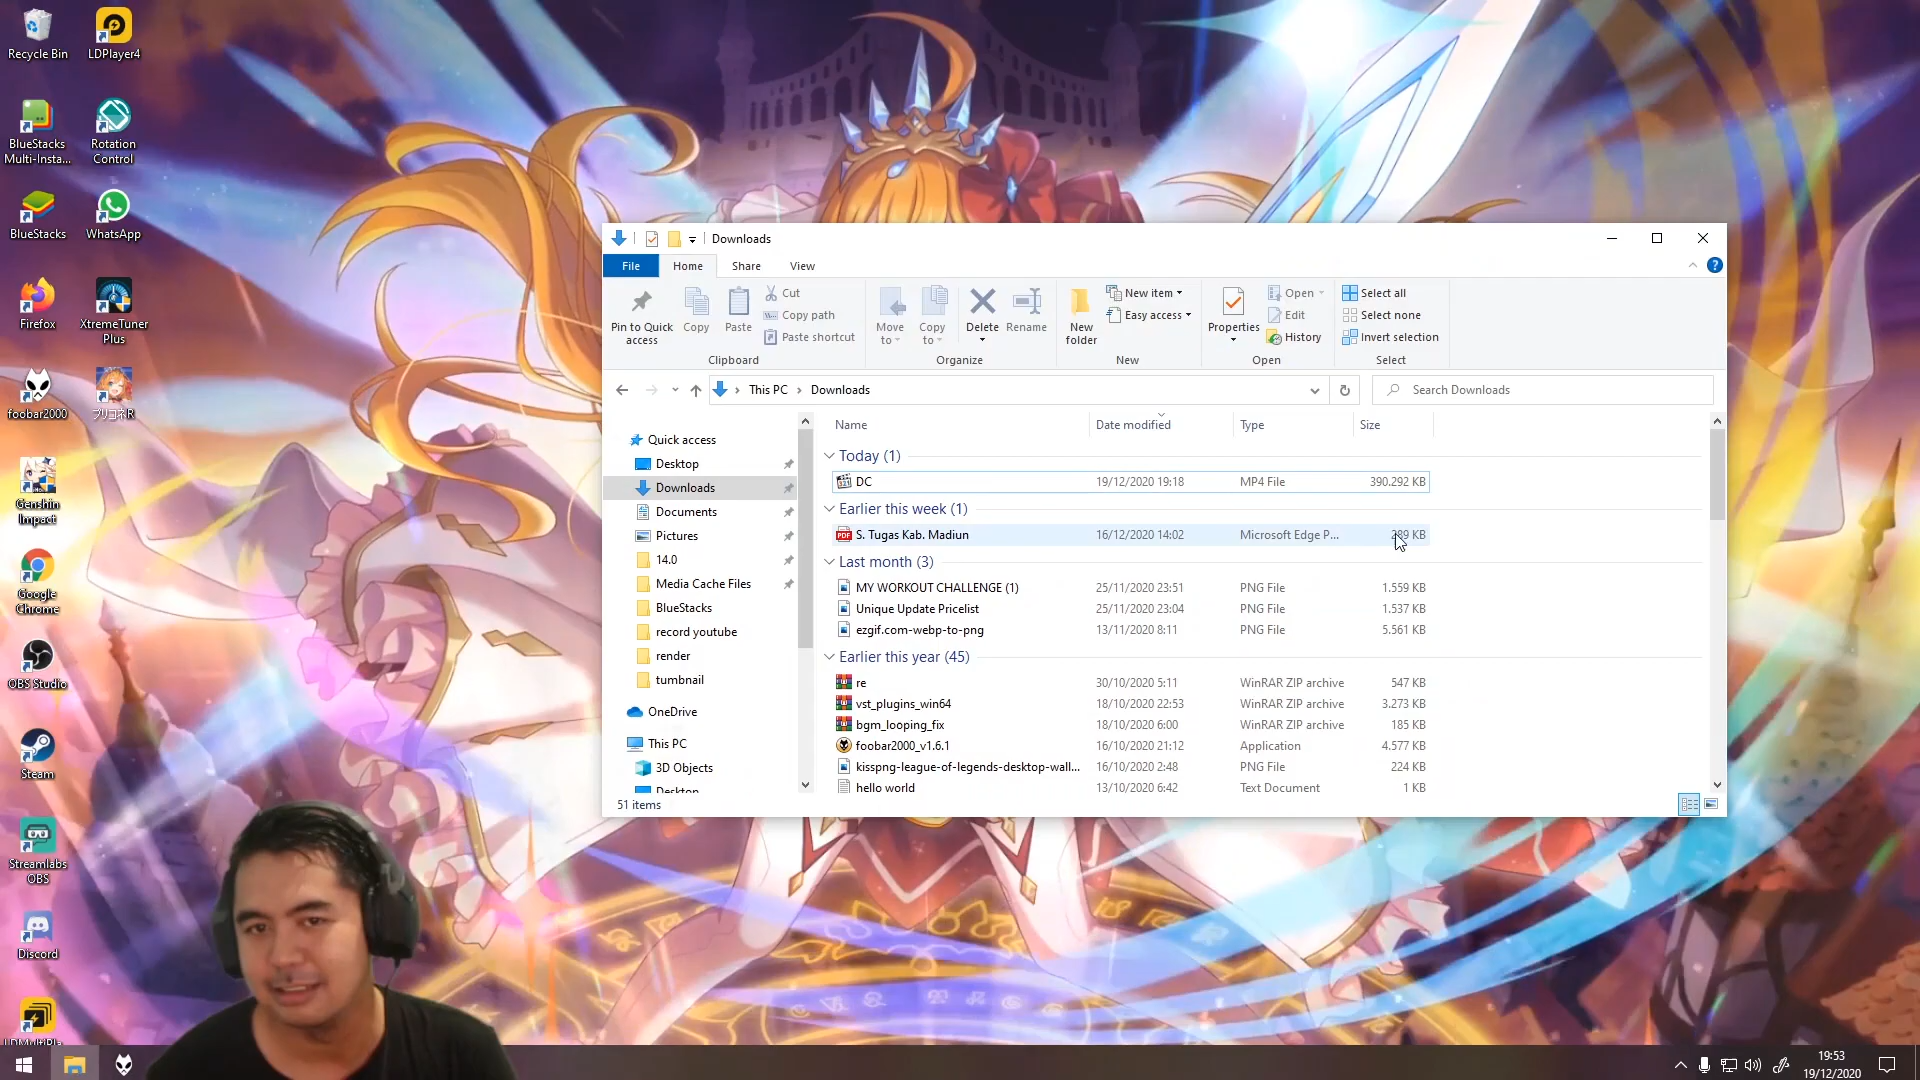 Recycle Bin
LDPlayer4
BlueStacks
Multi-Insta...
Rotation
Control
BlueStacks
WhatsApp
Firefox
XtremeTuner
Plus
foobar2000
プリコネR
Genshin
Impact
Google
Chrome
OBS Studio
Steam
Streamlabs
OBS
Discord
Downloads
File
Home
Share
View
Pin to Quick
access
Copy
Paste
Cut
Copy path
Paste shortcut
Clipboard
Move
to
Copy
to
Delete
Rename
Organize
New
folder
New item
Easy access
New
Properties
Open
Edit
History
Open
Select all
Select none
Invert selection
Select
This PC > Downloads
Search Downloads
Quick access
Desktop
Downloads
Documents
Pictures
14.0
Media Cache Files
BlueStacks
record youtube
render
tumbnail
OneDrive
This PC
3D Objects
Desktop
Name Date modified Type Size
Today (1)
DC 19/12/2020 19:18 MP4 File 390.292 KB
Earlier this week (1)
S. Tugas Kab. Madiun 16/12/2020 14:02 Microsoft Edge P... KB
Last month (3)
MY WORKOUT CHALLENGE (1) 25/11/2020 23:51 PNG File 1.559 KB
Unique Update Pricelist 25/11/2020 23:04 PNG File 1.537 KB
ezgif.com-webp-to-png 13/11/2020 8:11 PNG File 5.561 KB
Earlier this year (45)
re 30/10/2020 5:11 WinRAR ZIP archive 547 KB
vst_plugins_win64 18/10/2020 22:53 WinRAR ZIP archive 3.273 KB
bgm_looping_fix 18/10/2020 6:00 WinRAR ZIP archive 185 KB
foobar2000_v1.6.1 16/10/2020 21:12 Application 4.577 KB
kisspng-league-of-legends-desktop-wall... 16/10/2020 2:48 PNG File 224 KB
hello world 13/10/2020 6:42 Text Document 1 KB
51 items
19:53
19/12/2020